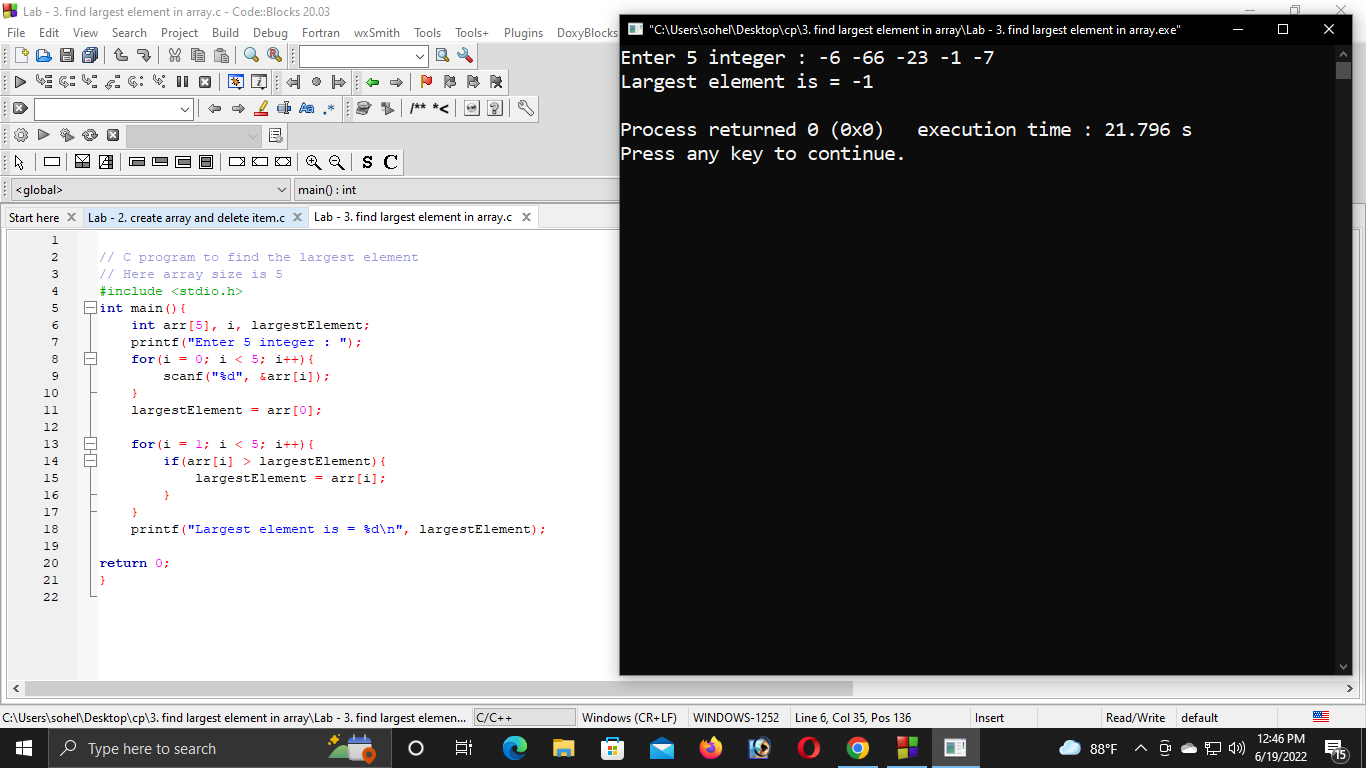 Lab - 3. find largest element in array.c - Code::Blocks 20.03
File Edit View Search Project Build Debug Fortran wxSmith Tools Tools+ Plugins DoxyBlocks
/** *<
S C
<global> main() : int
Start here Lab - 2. create array and delete item.c Lab - 3. find largest element in array.c
1
2 // C program to find the largest element
3 // Here array size is 5
4 #include <stdio.h>
5 int main(){
6 int arr[5], i, largestElement;
7 printf("Enter 5 integer : ");
8 for(i = 0; i < 5; i++){
9 scanf("%d", &arr[i]);
10 }
11 largestElement = arr[0];
12
13 for(i = 1; i < 5; i++){
14 if(arr[i] > largestElement){
15 largestElement = arr[i];
16 }
17 }
18 printf("Largest element is = %d\n", largestElement);
19
20 return 0;
21 }
22
"C:\Users\sohel\Desktop\cp\3. find largest element in array\Lab - 3. find largest element in array.exe"
Enter 5 integer : -6 -66 -23 -1 -7
Largest element is = -1
Process returned 0 (0x0) execution time : 21.796 s
Press any key to continue.
C:\Users\sohel\Desktop\cp\3. find largest element in array\Lab - 3. find largest elemen... C/C++ Windows (CR+LF) WINDOWS-1252 Line 6, Col 35, Pos 136 Insert Read/Write default
Type here to search
88°F
12:46 PM
6/19/2022
15